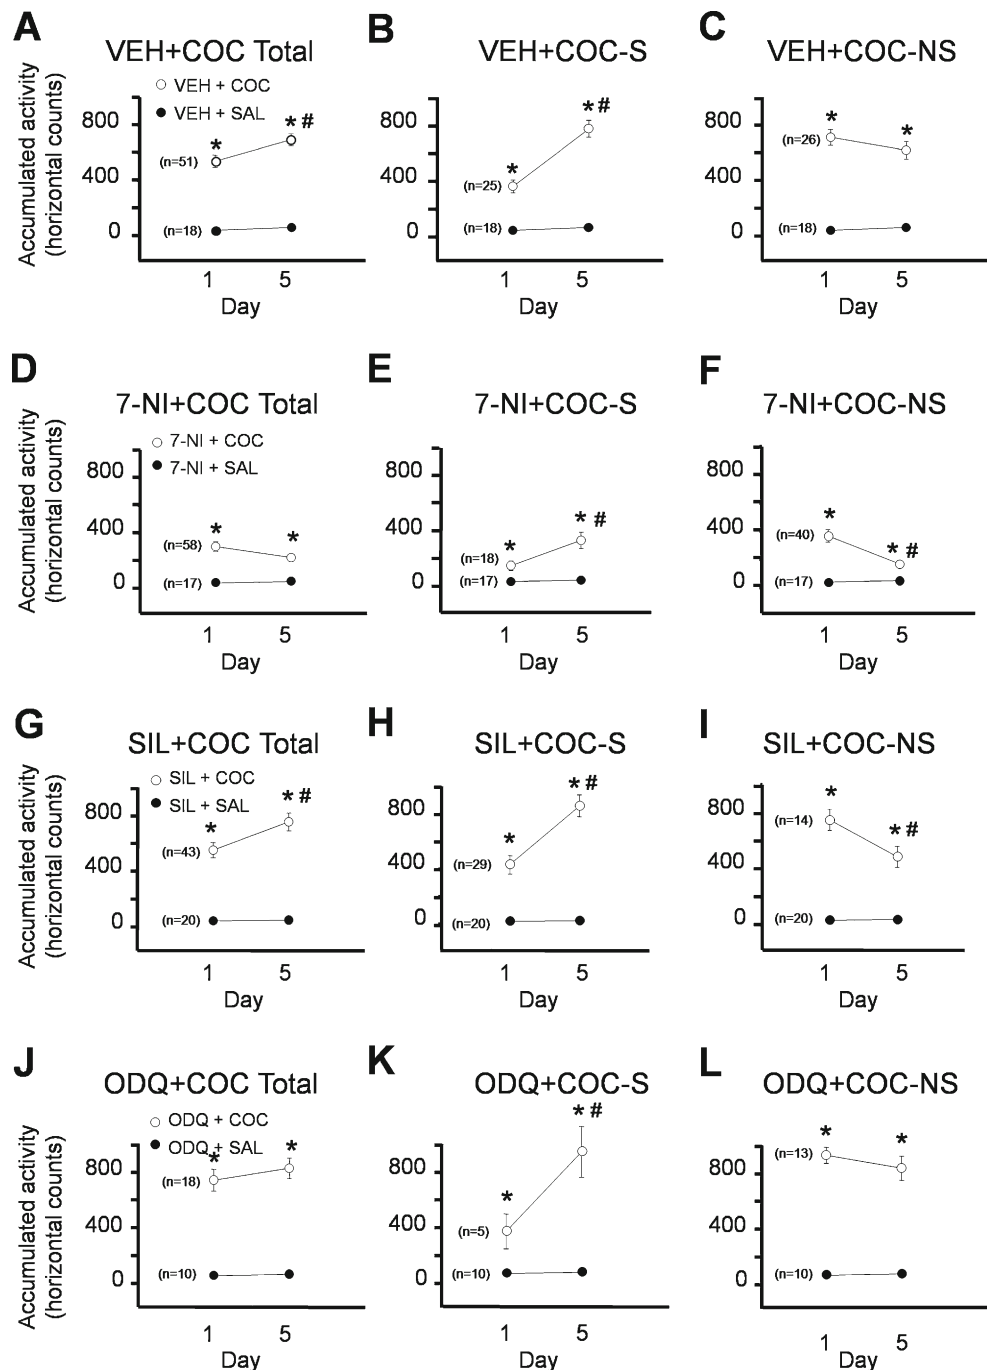 A
VEH+COC Total
B
VEH+COC-S
C
VEH+COC-NS
Accumulated activity
(horizontal counts)
○ VEH + COC
● VEH + SAL
800
400
0
(n=51)
(n=18)
*
* #
1
5
Day
800
400
0
(n=25)
(n=18)
*
* #
1
5
Day
800
400
0
(n=26)
(n=18)
*
*
1
5
Day
D
7-NI+COC Total
E
7-NI+COC-S
F
7-NI+COC-NS
Accumulated activity
(horizontal counts)
○ 7-NI + COC
● 7-NI + SAL
800
400
0
(n=58)
(n=17)
*
*
1
5
Day
800
400
0
(n=18)
(n=17)
*
* #
1
5
Day
800
400
0
(n=40)
(n=17)
*
* #
1
5
Day
G
SIL+COC Total
H
SIL+COC-S
I
SIL+COC-NS
Accumulated activity
(horizontal counts)
○ SIL + COC
● SIL + SAL
800
400
0
(n=43)
(n=20)
*
* #
1
5
Day
800
400
0
(n=29)
(n=20)
*
* #
1
5
Day
800
400
0
(n=14)
(n=20)
*
* #
1
5
Day
J
ODQ+COC Total
K
ODQ+COC-S
L
ODQ+COC-NS
Accumulated activity
(horizontal counts)
○ ODQ + COC
● ODQ + SAL
800
400
0
(n=18)
(n=10)
*
*
1
5
Day
800
400
0
(n=5)
(n=10)
*
* #
1
5
Day
800
400
0
(n=13)
(n=10)
*
*
1
5
Day